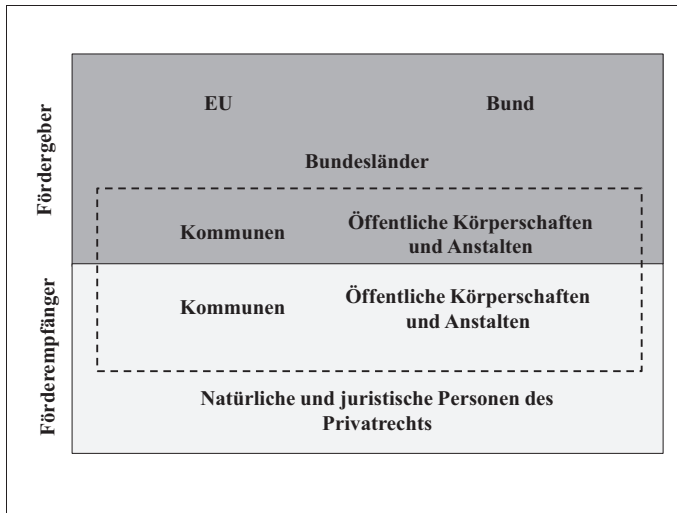 Fördergeber
EU
Bund
Bundesländer
Kommunen
Öffentliche Körperschaften
und Anstalten
Förderempfänger
Kommunen
Öffentliche Körperschaften
und Anstalten
Natürliche und juristische Personen des
Privatrechts